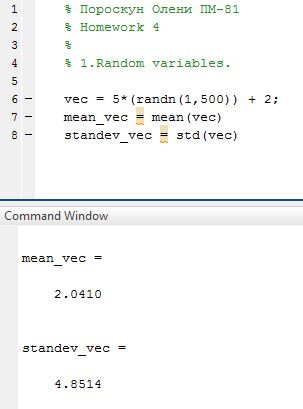 1 % Пороскун Олени ПМ-81
2 % Homework 4
3 %
4 % 1.Random variables.
5
6 — vec = 5*(randn(1,500)) + 2;
7 — mean_vec = mean(vec)
8 — standev_vec = std(vec)
Command Window
mean_vec =
2.0410
standev_vec =
4.8514